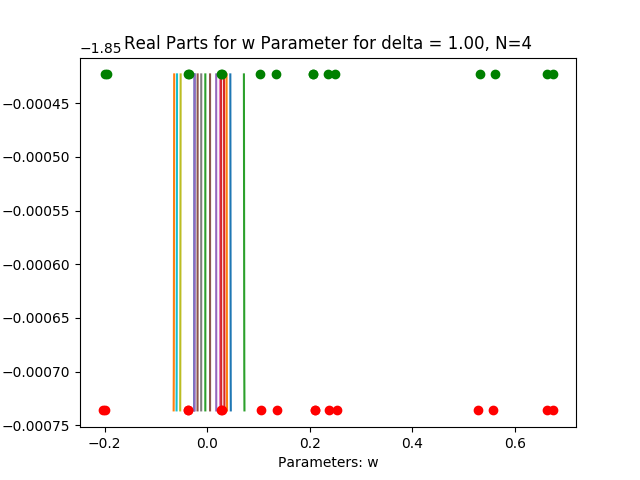 −1.85
Real Parts for w Parameter for delta = 1.00, N=4
−0.00045
−0.00050
−0.00055
−0.00060
−0.00065
−0.00070
−0.00075
−0.2 0.0 0.2 0.4 0.6
Parameters: w